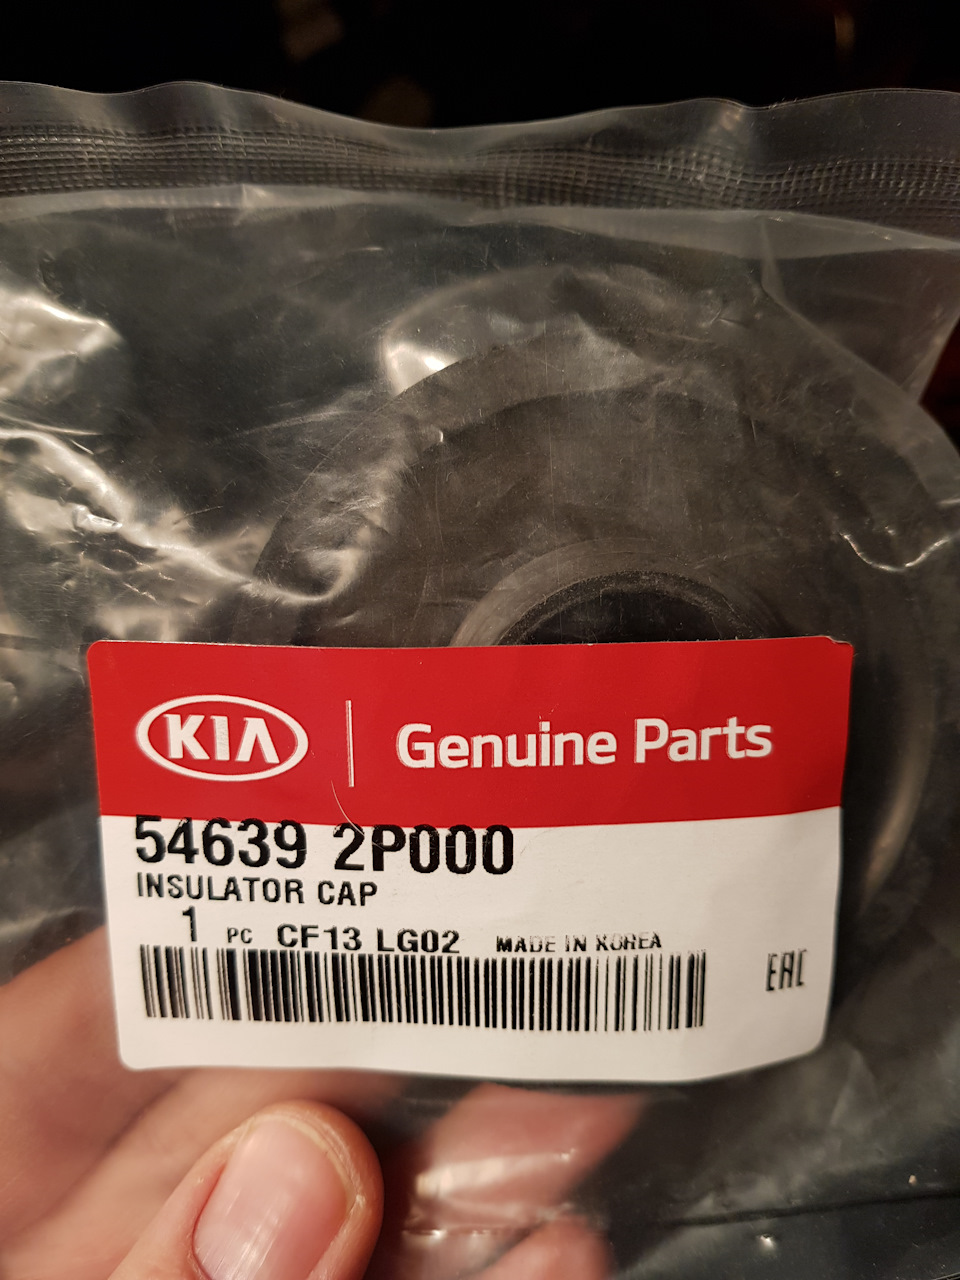 KIA Genuine Parts
54639 2P000
INSULATOR CAP
1 PC CF13 LG02 MADE IN KOREA
EAC